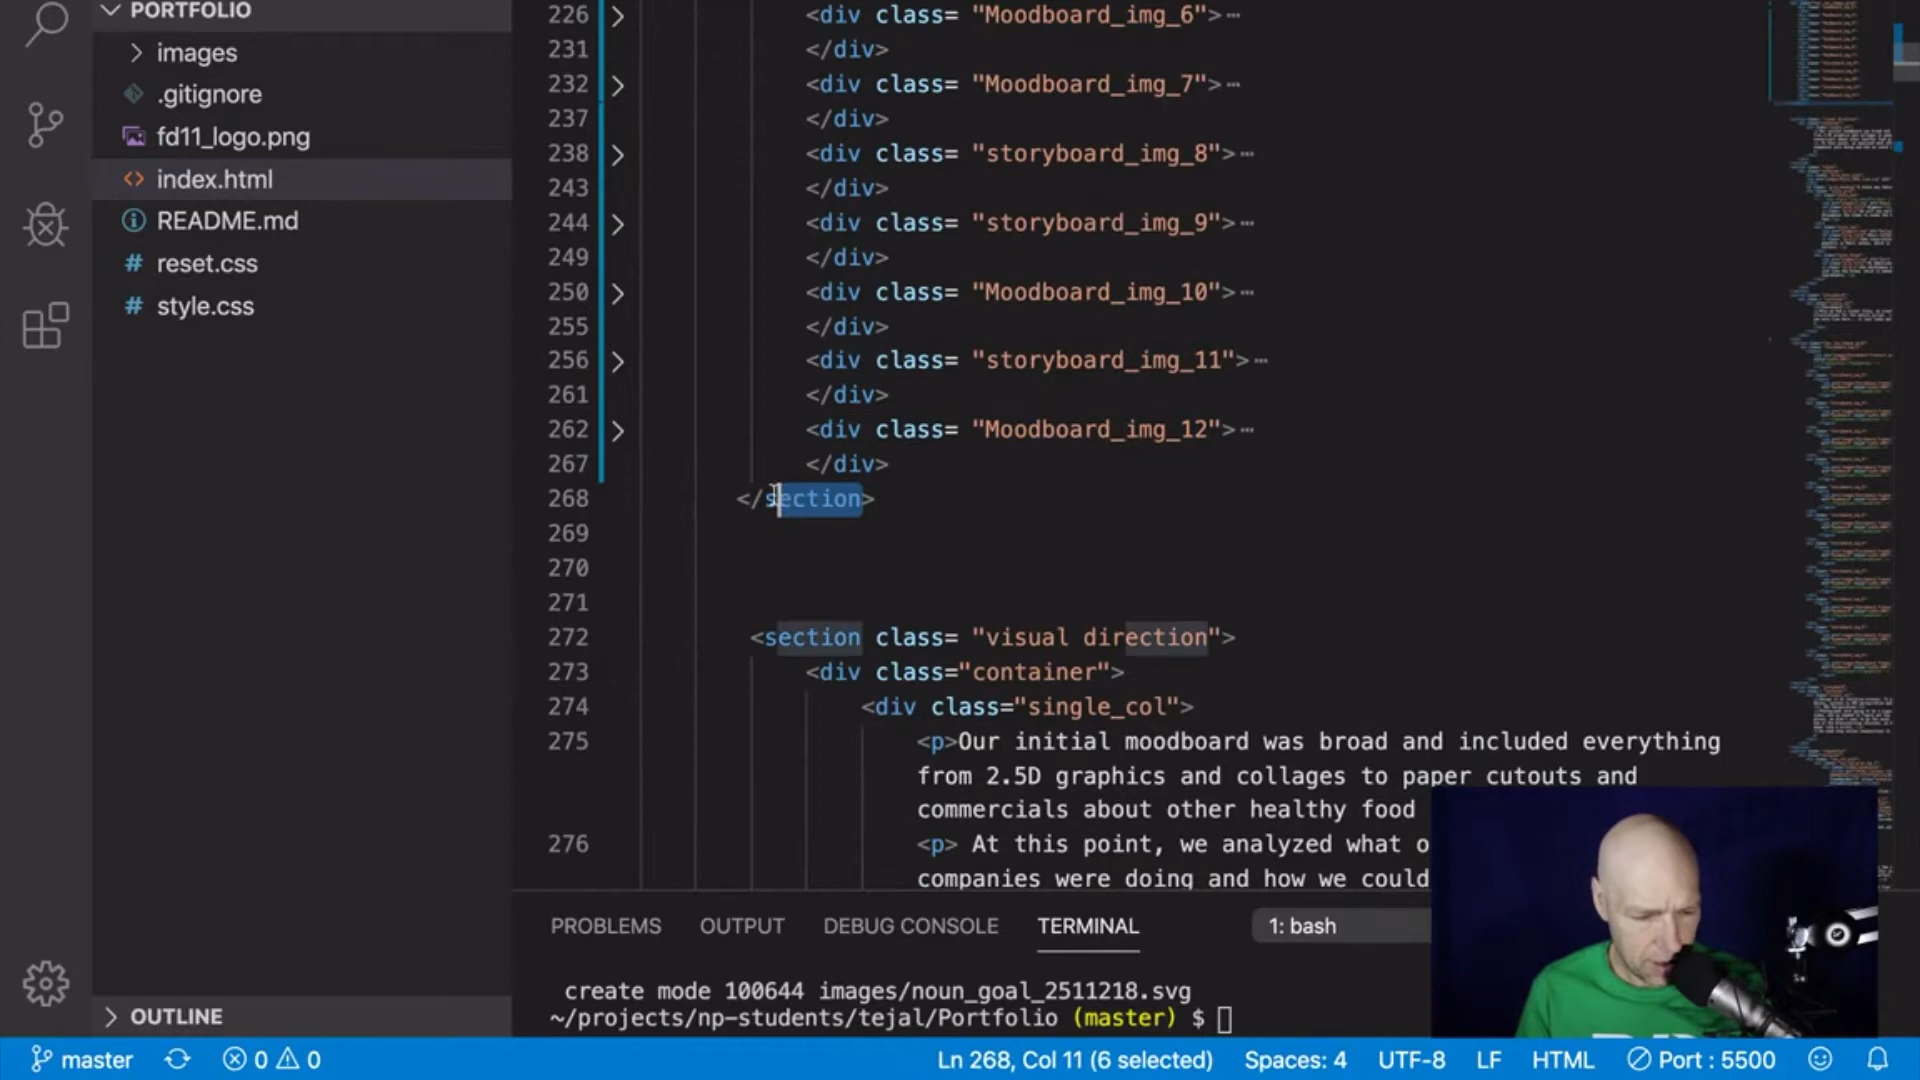 PORTFOLIO
images
.gitignore
fd11_logo.png
index.html
README.md
reset.css
style.css
OUTLINE
226 <div class= "Moodboard_img_6">⋯
231 </div>
232 <div class= "Moodboard_img_7">⋯
237 </div>
238 <div class= "storyboard_img_8">⋯
243 </div>
244 <div class= "storyboard_img_9">⋯
249 </div>
250 <div class= "Moodboard_img_10">⋯
255 </div>
256 <div class= "storyboard_img_11">⋯
261 </div>
262 <div class= "Moodboard_img_12">⋯
267 </div>
268 </section>
269
270
271
272 <section class= "visual direction">
273 <div class="container">
274 <div class="single_col">
275 <p>Our initial moodboard was broad and included everything
from 2.5D graphics and collages to paper cutouts and
commercials about other healthy food
276 <p> At this point, we analyzed what o
companies were doing and how we could
PROBLEMS OUTPUT DEBUG CONSOLE TERMINAL 1: bash
create mode 100644 images/noun_goal_2511218.svg
~/projects/np-students/tejal/Portfolio (master) $
master 0 0 Ln 268, Col 11 (6 selected) Spaces: 4 UTF-8 LF HTML Port : 5500